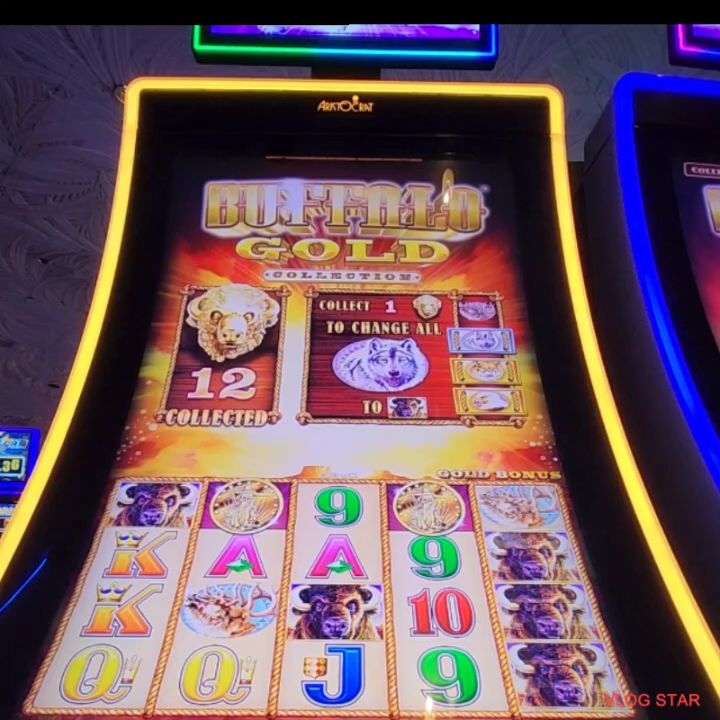 ARISTOCRAT
BUFFALO
GOLD
COLLECTION
COLLECT 1
TO CHANGE ALL
TO
12
COLLECTED
GOLD BONUS
9
K A A 9
K 10
Q Q J 9
VLOG STAR